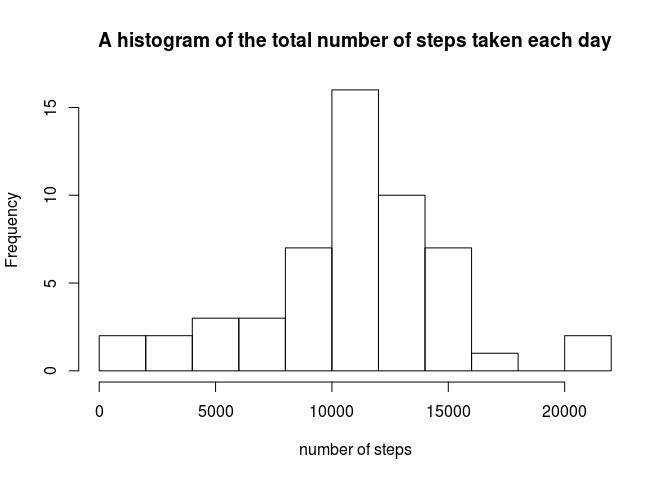 A histogram of the total number of steps taken each day
15
10
5
0
Frequency
0 5000 10000 15000 20000
number of steps